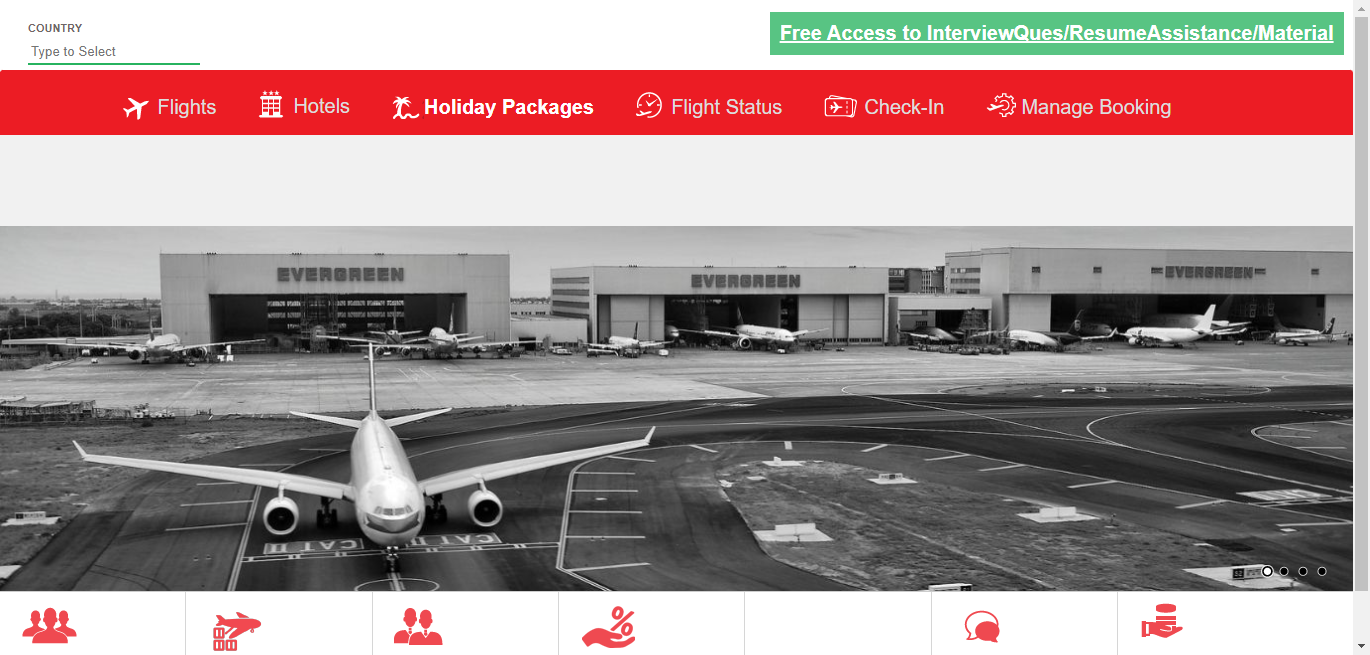 COUNTRY
Type to Select
Free Access to InterviewQues/ResumeAssistance/Material
Flights
Hotels
Holiday Packages
Flight Status
Check-In
Manage Booking
EVERGREEN
EVERGREEN
EVERGREEN
CAT II
CAT II